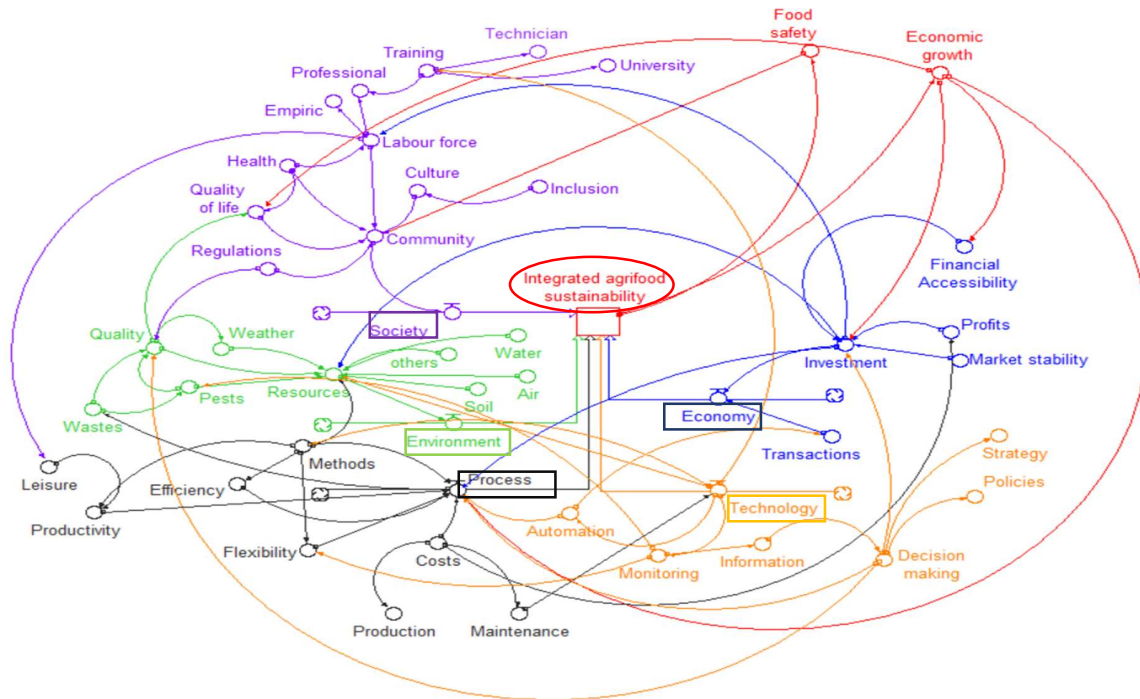 Food
safety
Economic
growth
Technician
Training
Professional
University
Empiric
Labour force
Health
Culture
Inclusion
Quality
of life
Community
Regulations
Integrated agrifood
sustainability
Financial
Accessibility
Society
Quality
Weather
others
Water
Profits
Investment
Market stability
Pests
Resources
Soil
Air
Wastes
Environment
Economy
Transactions
Methods
Process
Strategy
Leisure
Efficiency
Policies
Productivity
Technology
Automation
Flexibility
Costs
Monitoring
Information
Decision
making
Production
Maintenance